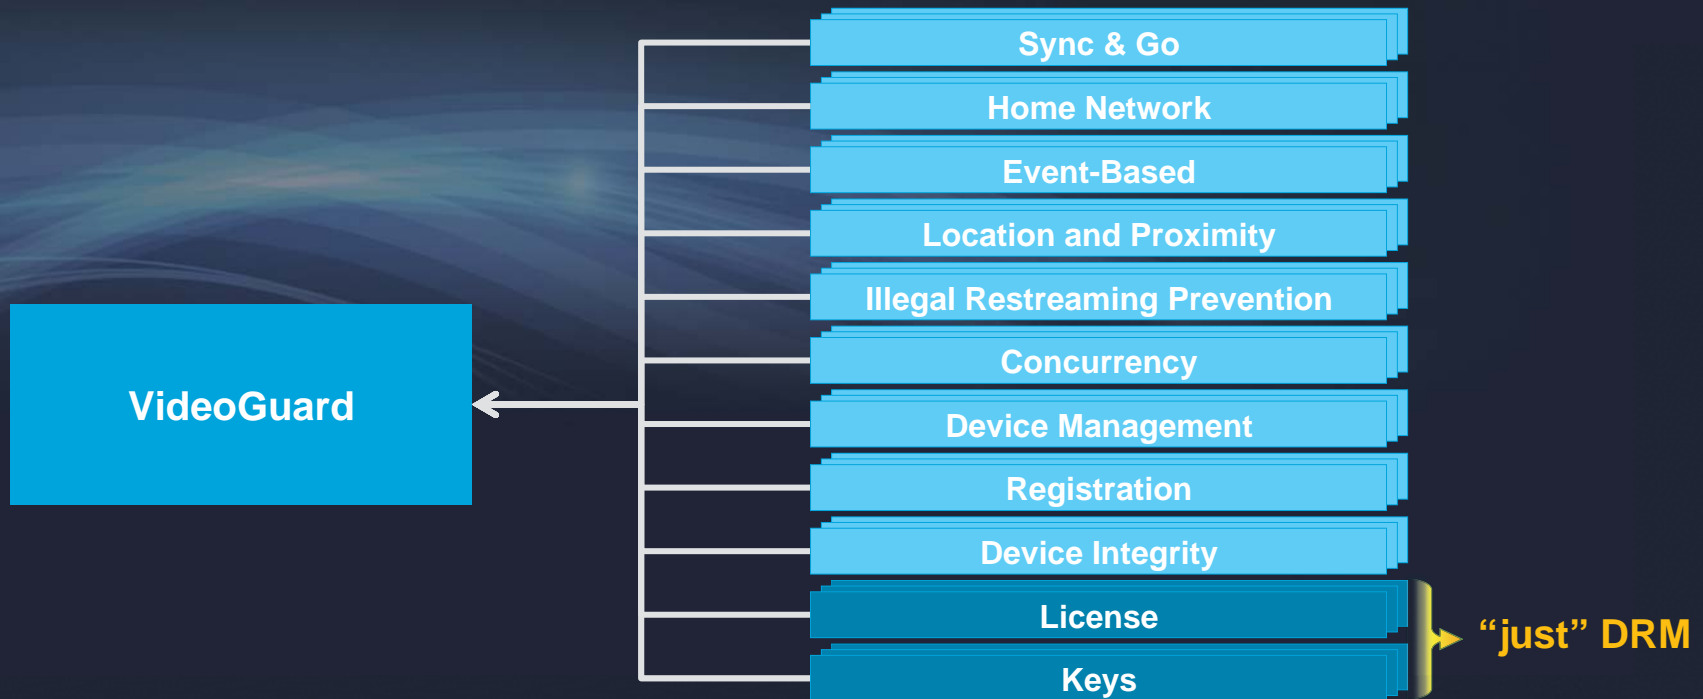 Sync & Go
Home Network
Event-Based
Location and Proximity
Illegal Restreaming Prevention
Concurrency
VideoGuard
Device Management
Registration
Device Integrity
License
“just” DRM
Keys